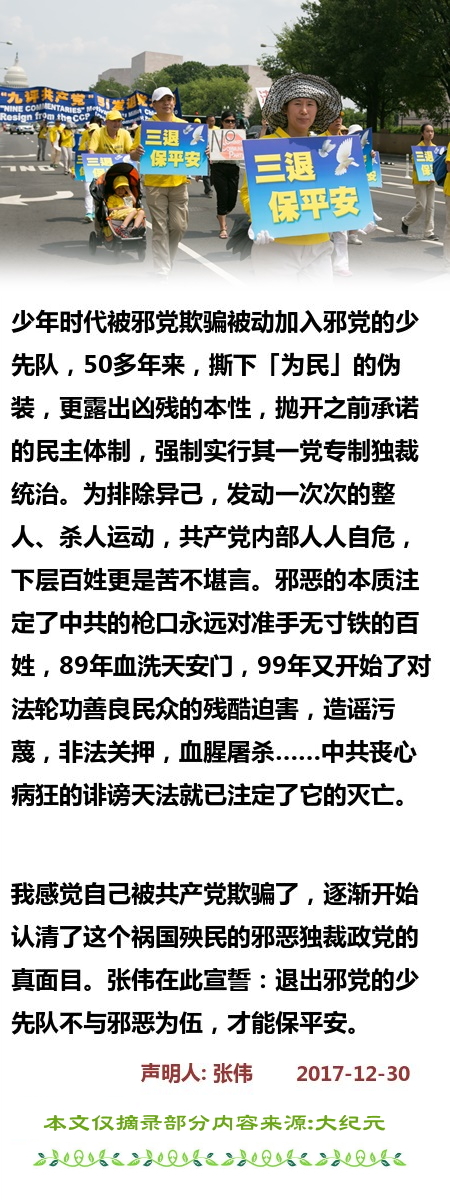 "九评共产党"
"NINE COMMENTARIES"
Resign from the CCP
三退
保平安
三退
保平安
NO
三退
保平安
少年时代被邪党欺骗被动加入邪党的少
先队，50多年来，撕下「为民」的伪
装，更露出凶残的本性，抛开之前承诺
的民主体制，强制实行其一党专制独裁
统治。为排除异己，发动一次次的整
人、杀人运动，共产党内部人人自危，
下层百姓更是苦不堪言。邪恶的本质注
定了中共的枪口永远对准手无寸铁的百
姓，89年血洗天安门，99年又开始了对
法轮功善良民众的残酷迫害，造谣污
蔑，非法关押，血腥屠杀……中共丧心
病狂的诽谤天法就已注定了它的灭亡。
我感觉自己被共产党欺骗了，逐渐开始
认清了这个祸国殃民的邪恶独裁政党的
真面目。张伟在此宣誓：退出邪党的少
先队不与邪恶为伍，才能保平安。
声明人: 张伟 2017-12-30
本文仅摘录部分内容来源:大纪元